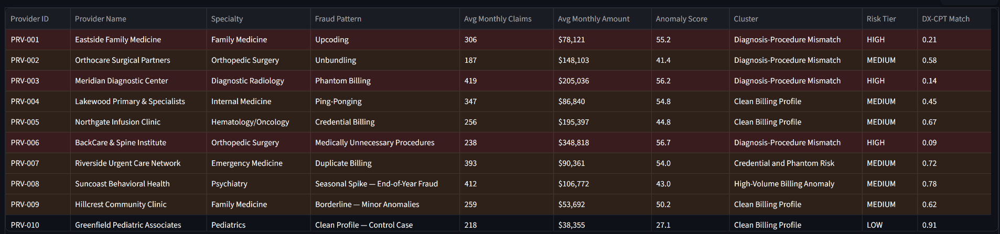 Provider ID Provider Name Specialty Fraud Pattern Avg Monthly Claims Avg Monthly Amount Anomaly Score Cluster Risk Tier DX-CPT Match
PRV-001 Eastside Family Medicine Family Medicine Upcoding 306 $78,121 55.2 Diagnosis-Procedure Mismatch HIGH 0.21
PRV-002 Orthocare Surgical Partners Orthopedic Surgery Unbundling 187 $148,103 41.4 Diagnosis-Procedure Mismatch MEDIUM 0.58
PRV-003 Meridian Diagnostic Center Diagnostic Radiology Phantom Billing 419 $205,036 56.2 Diagnosis-Procedure Mismatch HIGH 0.14
PRV-004 Lakewood Primary & Specialists Internal Medicine Ping-Ponging 347 $86,840 54.8 Clean Billing Profile MEDIUM 0.45
PRV-005 Northgate Infusion Clinic Hematology/Oncology Credential Billing 256 $195,397 44.8 Clean Billing Profile MEDIUM 0.67
PRV-006 BackCare & Spine Institute Orthopedic Surgery Medically Unnecessary Procedures 238 $348,818 56.7 Diagnosis-Procedure Mismatch HIGH 0.09
PRV-007 Riverside Urgent Care Network Emergency Medicine Duplicate Billing 393 $90,361 54.0 Credential and Phantom Risk MEDIUM 0.72
PRV-008 Suncoast Behavioral Health Psychiatry Seasonal Spike — End-of-Year Fraud 412 $106,772 43.0 High-Volume Billing Anomaly MEDIUM 0.78
PRV-009 Hillcrest Community Clinic Family Medicine Borderline — Minor Anomalies 259 $53,692 50.2 Clean Billing Profile MEDIUM 0.62
PRV-010 Greenfield Pediatric Associates Pediatrics Clean Profile — Control Case 218 $38,355 27.1 Clean Billing Profile LOW 0.91